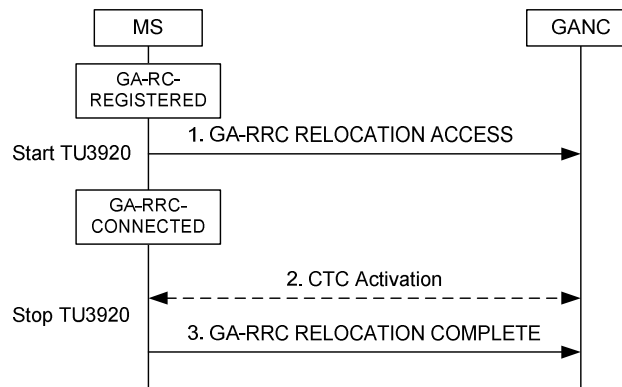 MS
GANC
GA-RC-
REGISTERED
1. GA-RRC RELOCATION ACCESS
Start TU3920
GA-RRC-
CONNECTED
2. CTC Activation
Stop TU3920
3. GA-RRC RELOCATION COMPLETE